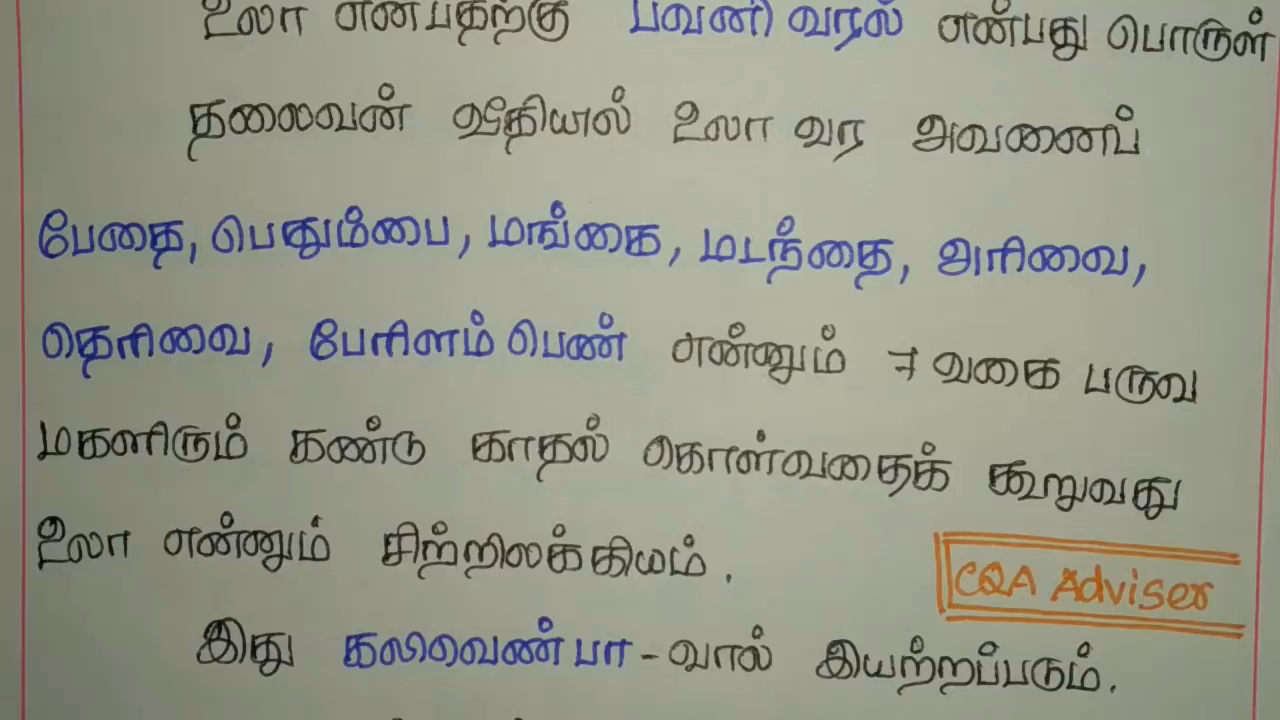 உலா என்பதற்கு பவனி வரல் என்பது பொருள்
தலைவன் வீதியில் உலா வர அவனைப்
பேதை, பெதும்பை, மங்கை, மடந்தை, அரிவை,
தெரிவை, பேரிளம் பெண் என்னும் 7 வகை பருவ
மகளிரும் கண்டு காதல் கொள்வதைக் கூறுவது
உலா என்னும் சிற்றிலக்கியம்.
CQA Adviser
இது கலிவெண்பா-வால் இயற்றப்படும்.